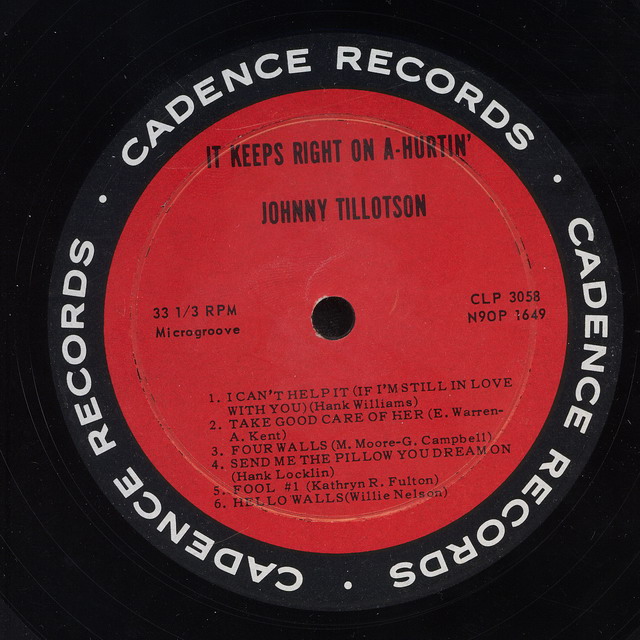 CADENCE RECORDS · CADENCE RECORDS · CADENCE RECORDS ·
IT KEEPS RIGHT ON A-HURTIN'
JOHNNY TILLOTSON
33 1/3 RPM
Microgroove
CLP 3058
N9OP 1649
1. I CAN'T HELP IT (IF I'M STILL IN LOVE
WITH YOU) (Hank Williams)
2. TAKE GOOD CARE OF HER (E. Warren-
A. Kent)
3. FOUR WALLS (M. Moore-G. Campbell)
4. SEND ME THE PILLOW YOU DREAM ON
(Hank Locklin)
5. FOOL #1 (Kathryn R. Fulton)
6. HELLO WALLS (Willie Nelson)